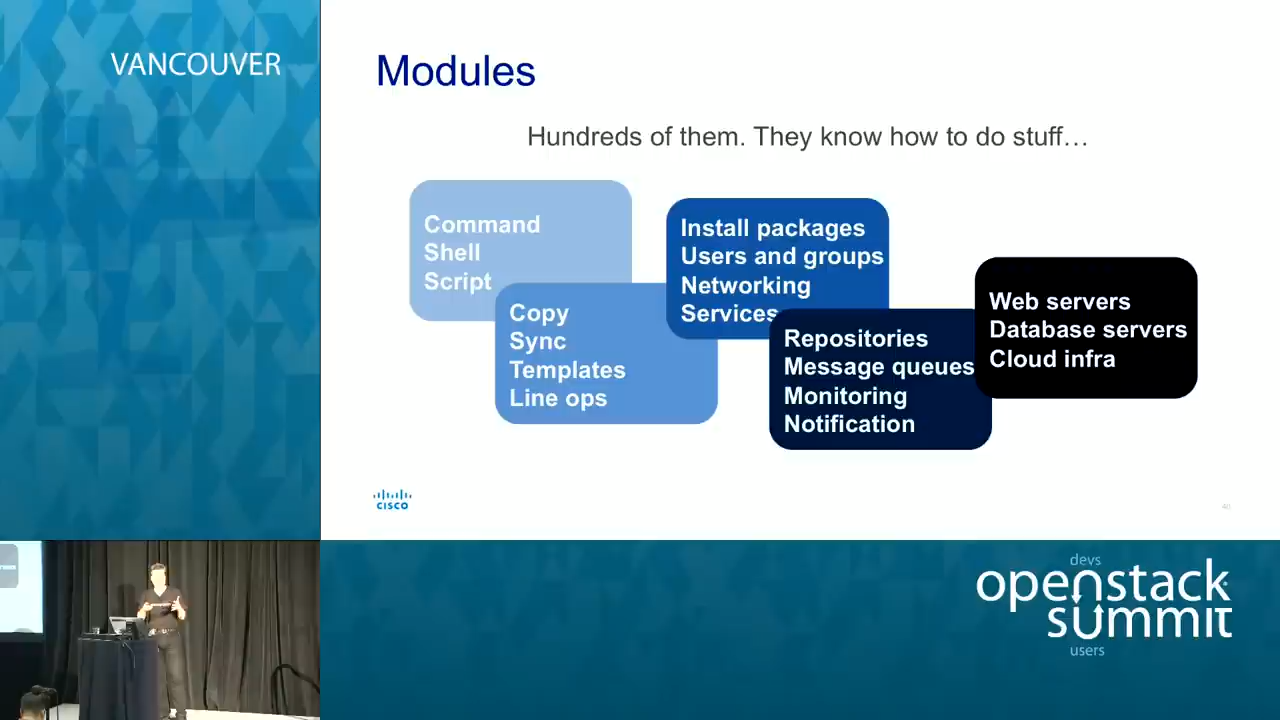 VANCOUVER
Modules
Hundreds of them. They know how to do stuff…
Command
Shell
Script
Copy
Sync
Templates
Line ops
Install packages
Users and groups
Networking
Services
Repositories
Message queues
Monitoring
Notification
Web servers
Database servers
Cloud infra
CISCO
devs
openstack
summit
users